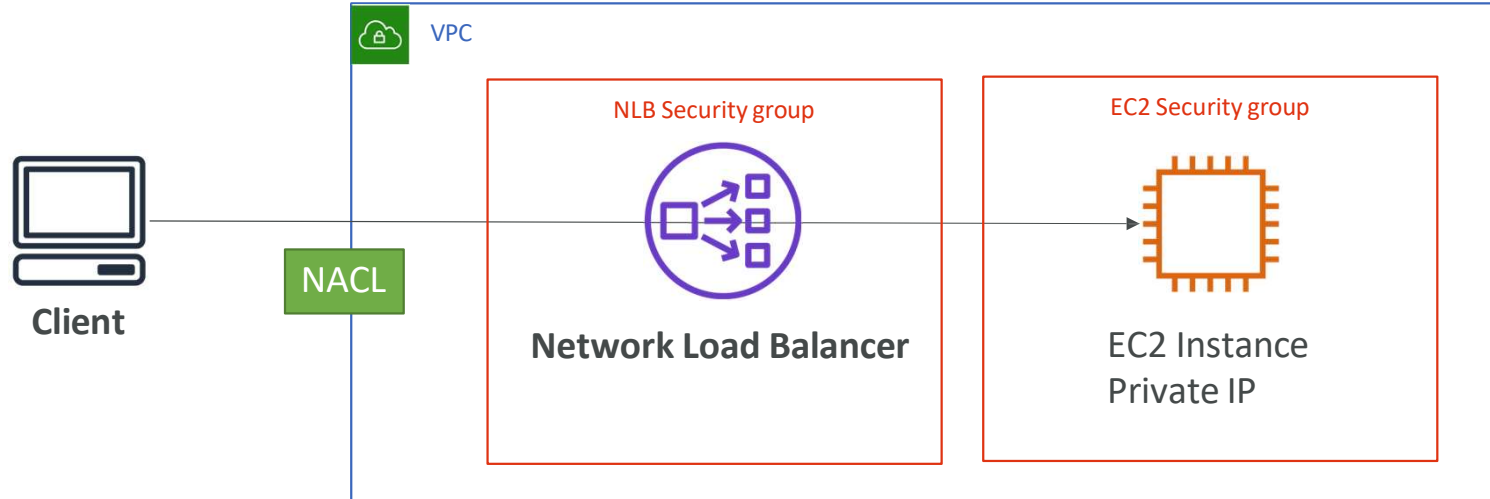 VPC
NLB Security group
EC2 Security group
NACL
Client
Network Load Balancer
EC2 Instance
Private IP